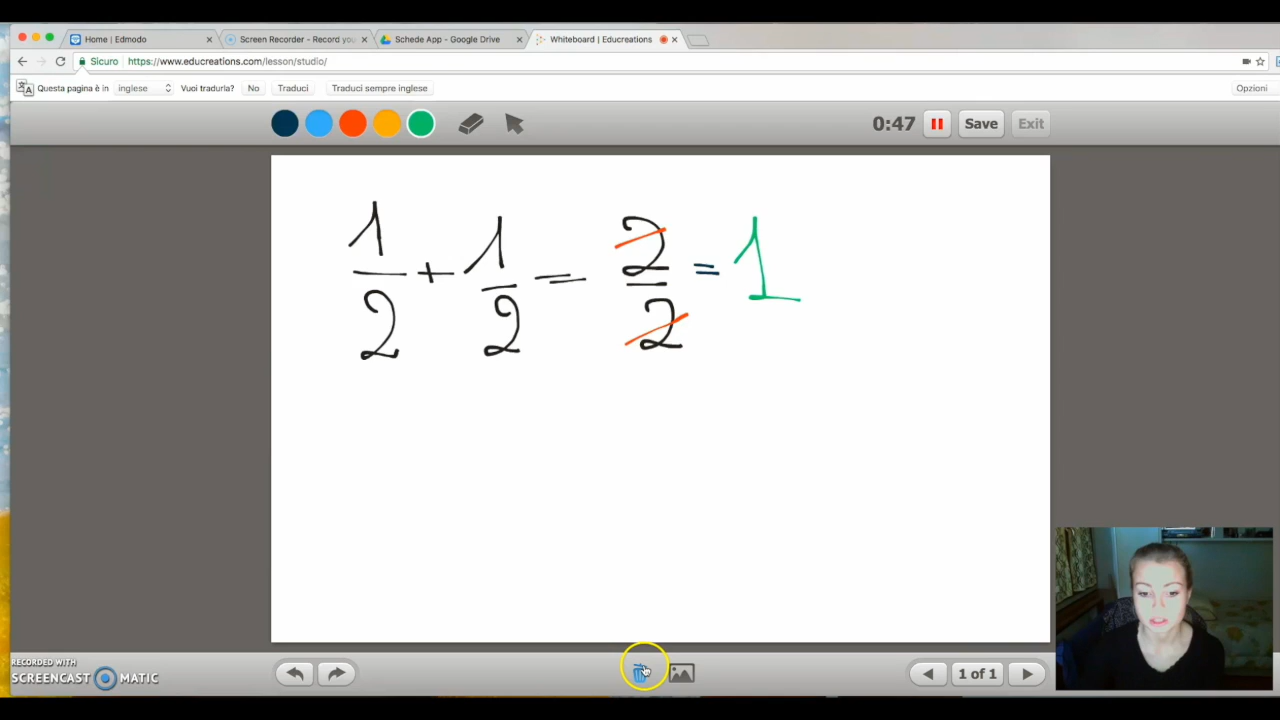 Home | Edmodo
Screen Recorder - Record you
Schede App - Google Drive
Whiteboard | Educreations
Sicuro https://www.educreations.com/lesson/studio/
Questa pagina è in inglese Vuoi tradurla? No Traduci Traduci sempre inglese Opzioni
0:47 Save Exit
1/2 + 1/2 = 2/2 = 1
1 of 1
RECORDED WITH
SCREENCAST MATIC